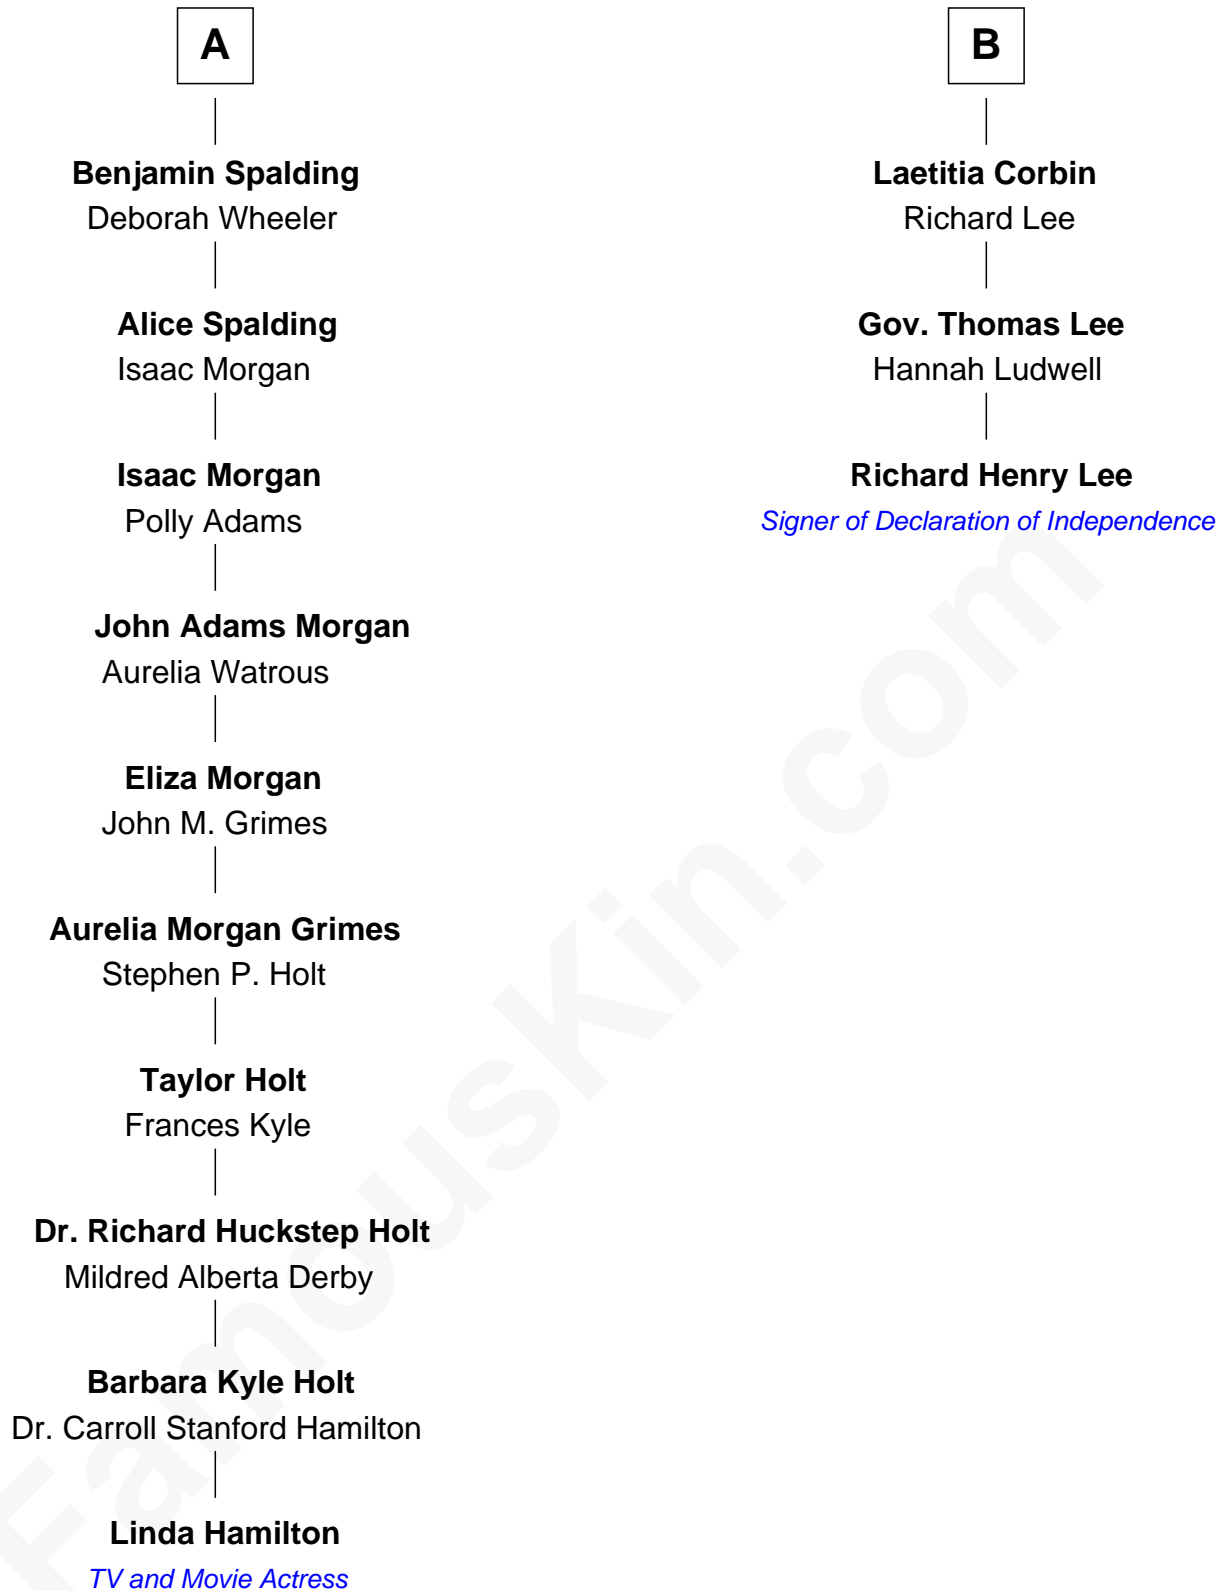 A
Benjamin Spalding
Deborah Wheeler
Alice Spalding
Isaac Morgan
Isaac Morgan
Polly Adams
John Adams Morgan
Aurelia Watrous
Eliza Morgan
John M. Grimes
Aurelia Morgan Grimes
Stephen P. Holt
Taylor Holt
Frances Kyle
Dr. Richard Huckstep Holt
Mildred Alberta Derby
Barbara Kyle Holt
Dr. Carroll Stanford Hamilton
Linda Hamilton
TV and Movie Actress
B
Laetitia Corbin
Richard Lee
Gov. Thomas Lee
Hannah Ludwell
Richard Henry Lee
Signer of Declaration of Independence
FamousKin.com